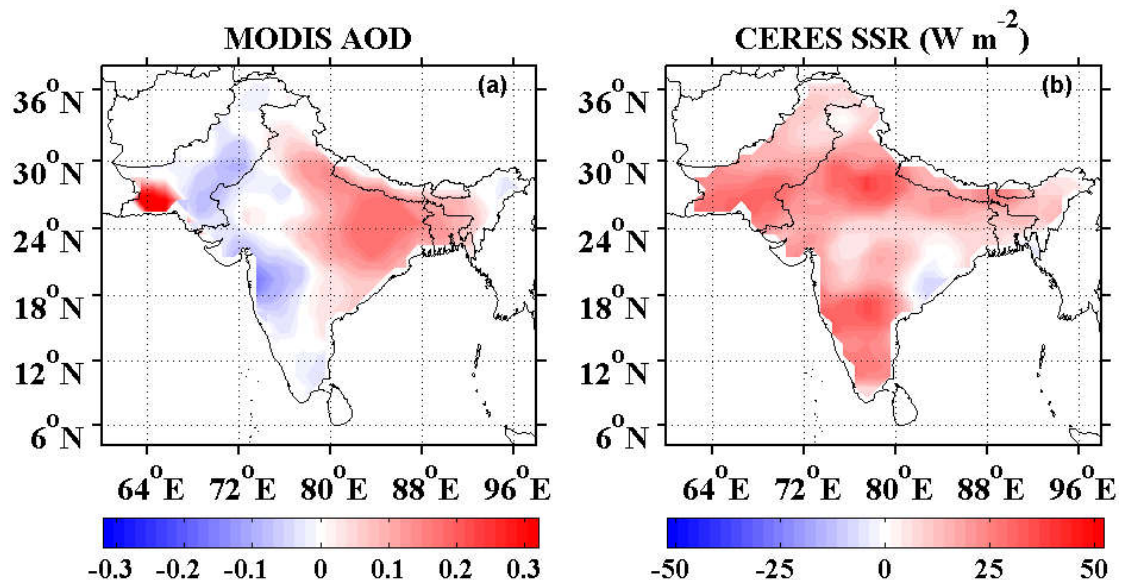 MODIS AOD
(a)
36°N
30°N
24°N
18°N
12°N
6°N
64°E 72°E 80°E 88°E 96°E
-0.3 -0.2 -0.1 0 0.1 0.2 0.3
CERES SSR (W m⁻²)
(b)
36°N
30°N
24°N
18°N
12°N
6°N
64°E 72°E 80°E 88°E 96°E
-50 -25 0 25 50